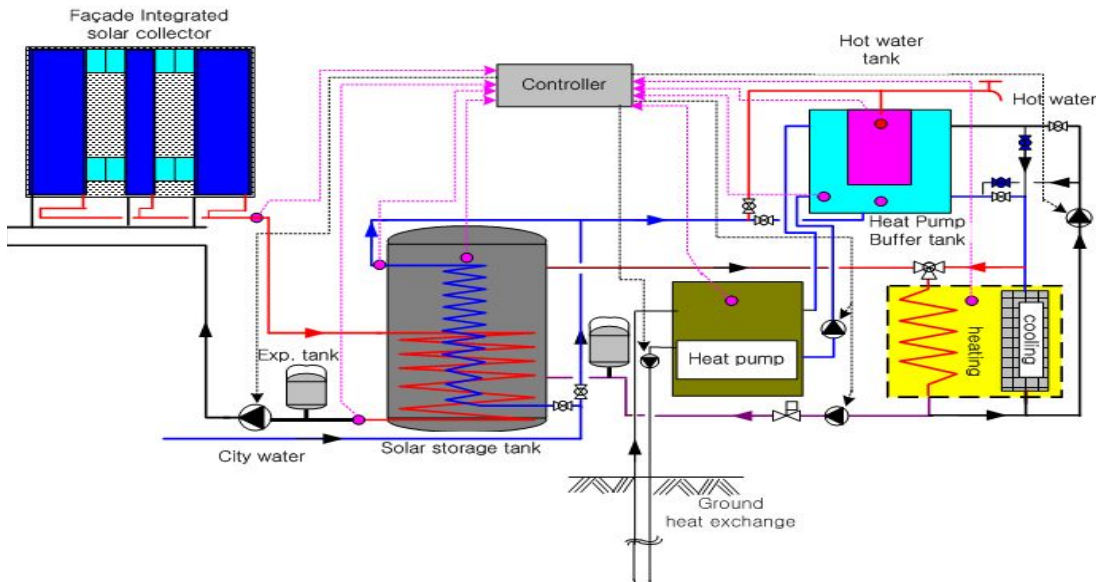 Façade Integrated
solar collector
Controller
Hot water
tank
Hot water
Heat Pump
Buffer tank
Exp. tank
Heat pump
heating
cooling
City water
Solar storage tank
Ground
heat exchange